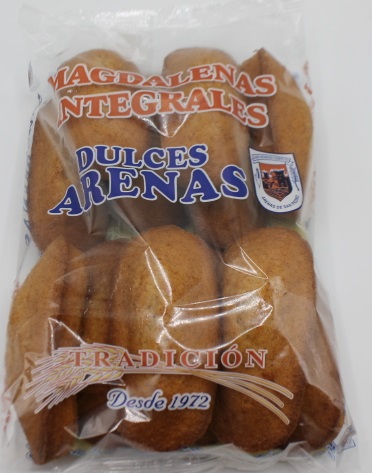 MAGDALENAS
INTEGRALES
DULCES
ARENAS
TRADICIÓN
Desde 1972